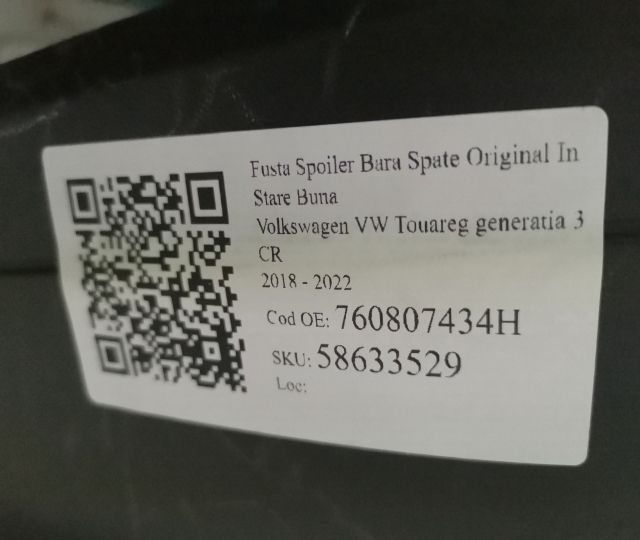 Fusta Spoiler Bara Spate Original In
Stare Buna
Volkswagen VW Touareg generatia 3
CR
2018 - 2022
Cod OE: 760807434H
SKU: 58633529
Loc: